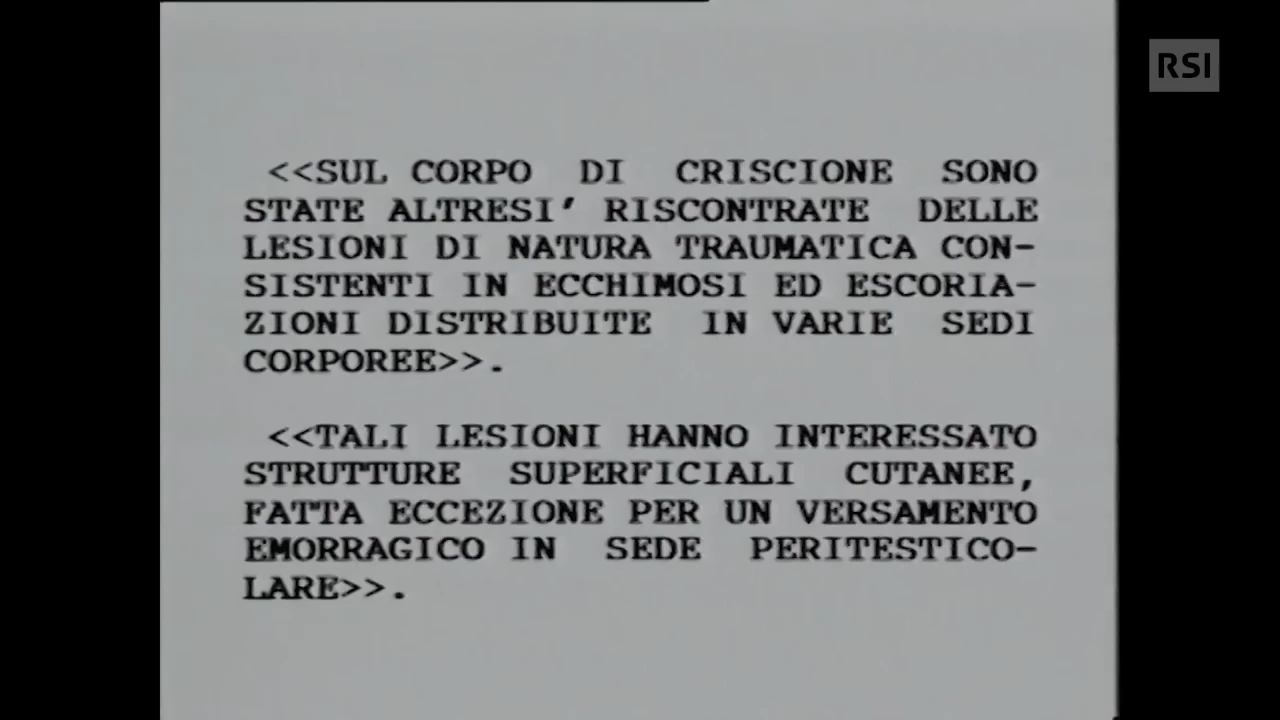 RSI
<<SUL CORPO DI CRISCIONE SONO
STATE ALTRESI' RISCONTRATE DELLE
LESIONI DI NATURA TRAUMATICA CON-
SISTENTI IN ECCHIMOSI ED ESCORIA-
ZIONI DISTRIBUITE IN VARIE SEDI
CORPOREE>>.
<<TALI LESIONI HANNO INTERESSATO
STRUTTURE SUPERFICIALI CUTANEE,
FATTA ECCEZIONE PER UN VERSAMENTO
EMORRAGICO IN SEDE PERITESTICO-
LARE>>.